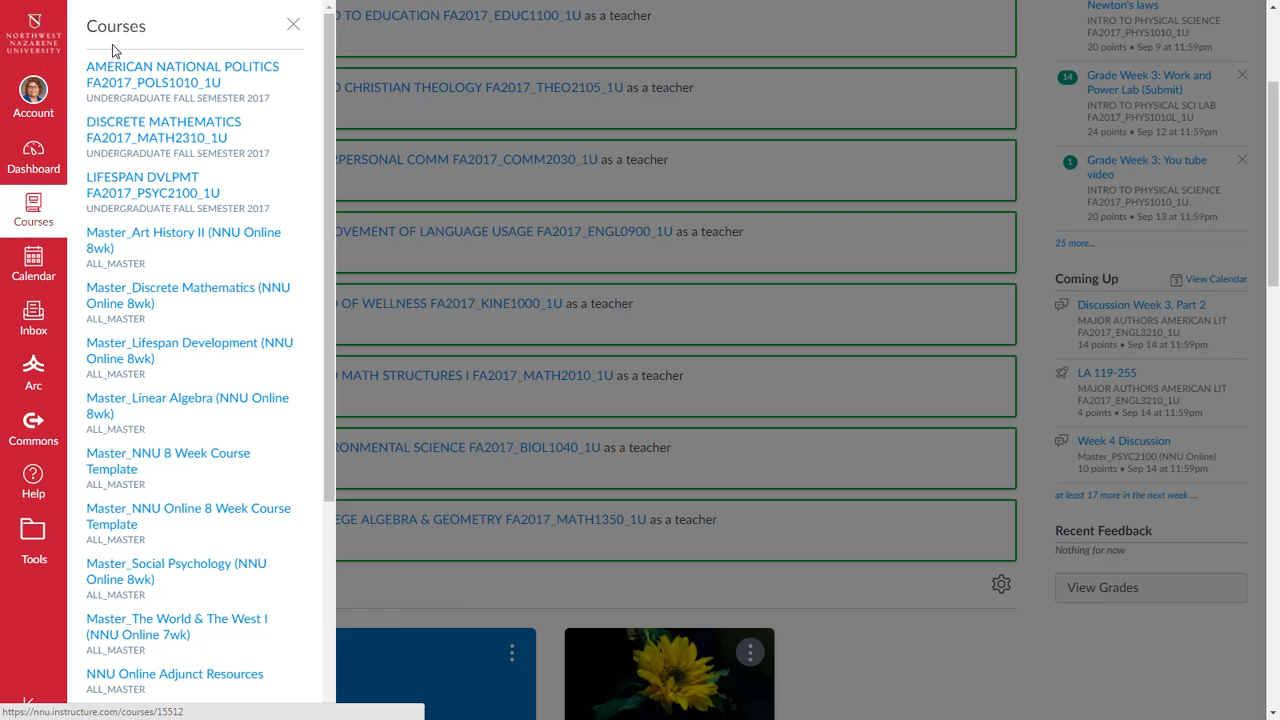 NORTHWEST
NAZARENE
UNIVERSITY
Account
Dashboard
Courses
Calendar
Inbox
Arc
Commons
Help
Tools
Courses
AMERICAN NATIONAL POLITICS
FA2017_POLS1010_1U
UNDERGRADUATE FALL SEMESTER 2017
DISCRETE MATHEMATICS
FA2017_MATH2310_1U
UNDERGRADUATE FALL SEMESTER 2017
LIFESPAN DVLPMT
FA2017_PSYC2100_1U
UNDERGRADUATE FALL SEMESTER 2017
Master_Art History II (NNU Online
8wk)
ALL_MASTER
Master_Discrete Mathematics (NNU
Online 8wk)
ALL_MASTER
Master_Lifespan Development (NNU
Online 8wk)
ALL_MASTER
Master_Linear Algebra (NNU Online
8wk)
ALL_MASTER
Master_NNU 8 Week Course
Template
ALL_MASTER
Master_NNU Online 8 Week Course
Template
ALL_MASTER
Master_Social Psychology (NNU
Online 8wk)
ALL_MASTER
Master_The World & The West I
(NNU Online 7wk)
ALL_MASTER
NNU Online Adjunct Resources
ALL_MASTER
https://nnu.instructure.com/courses/15512
TO EDUCATION FA2017_EDUC1100_1U as a teacher
O CHRISTIAN THEOLOGY FA2017_THEO2105_1U as a teacher
RPERSONAL COMM FA2017_COMM2030_1U as a teacher
OVEMENT OF LANGUAGE USAGE FA2017_ENGL0900_1U as a teacher
O OF WELLNESS FA2017_KINE1000_1U as a teacher
O MATH STRUCTURES I FA2017_MATH2010_1U as a teacher
RONMENTAL SCIENCE FA2017_BIOL1040_1U as a teacher
EGE ALGEBRA & GEOMETRY FA2017_MATH1350_1U as a teacher
Newton's laws
INTRO TO PHYSICAL SCIENCE
FA2017_PHYS1010_1U
20 points • Sep 9 at 11:59pm
14
Grade Week 3: Work and
Power Lab (Submit)
INTRO TO PHYSICAL SCI LAB
FA2017_PHYS1010L_1U
24 points • Sep 12 at 11:59pm
1
Grade Week 3: You tube
video
INTRO TO PHYSICAL SCIENCE
FA2017_PHYS1010_1U
20 points • Sep 13 at 11:59pm
25 more...
Coming Up
View Calendar
Discussion Week 3, Part 2
MAJOR AUTHORS AMERICAN LIT
FA2017_ENGL3210_1U
14 points • Sep 14 at 11:59pm
LA 119-255
MAJOR AUTHORS AMERICAN LIT
FA2017_ENGL3210_1U
4 points • Sep 14 at 11:59pm
Week 4 Discussion
Master_PSYC2100 (NNU Online)
10 points • Sep 14 at 11:59pm
at least 17 more in the next week ...
Recent Feedback
Nothing for now
View Grades